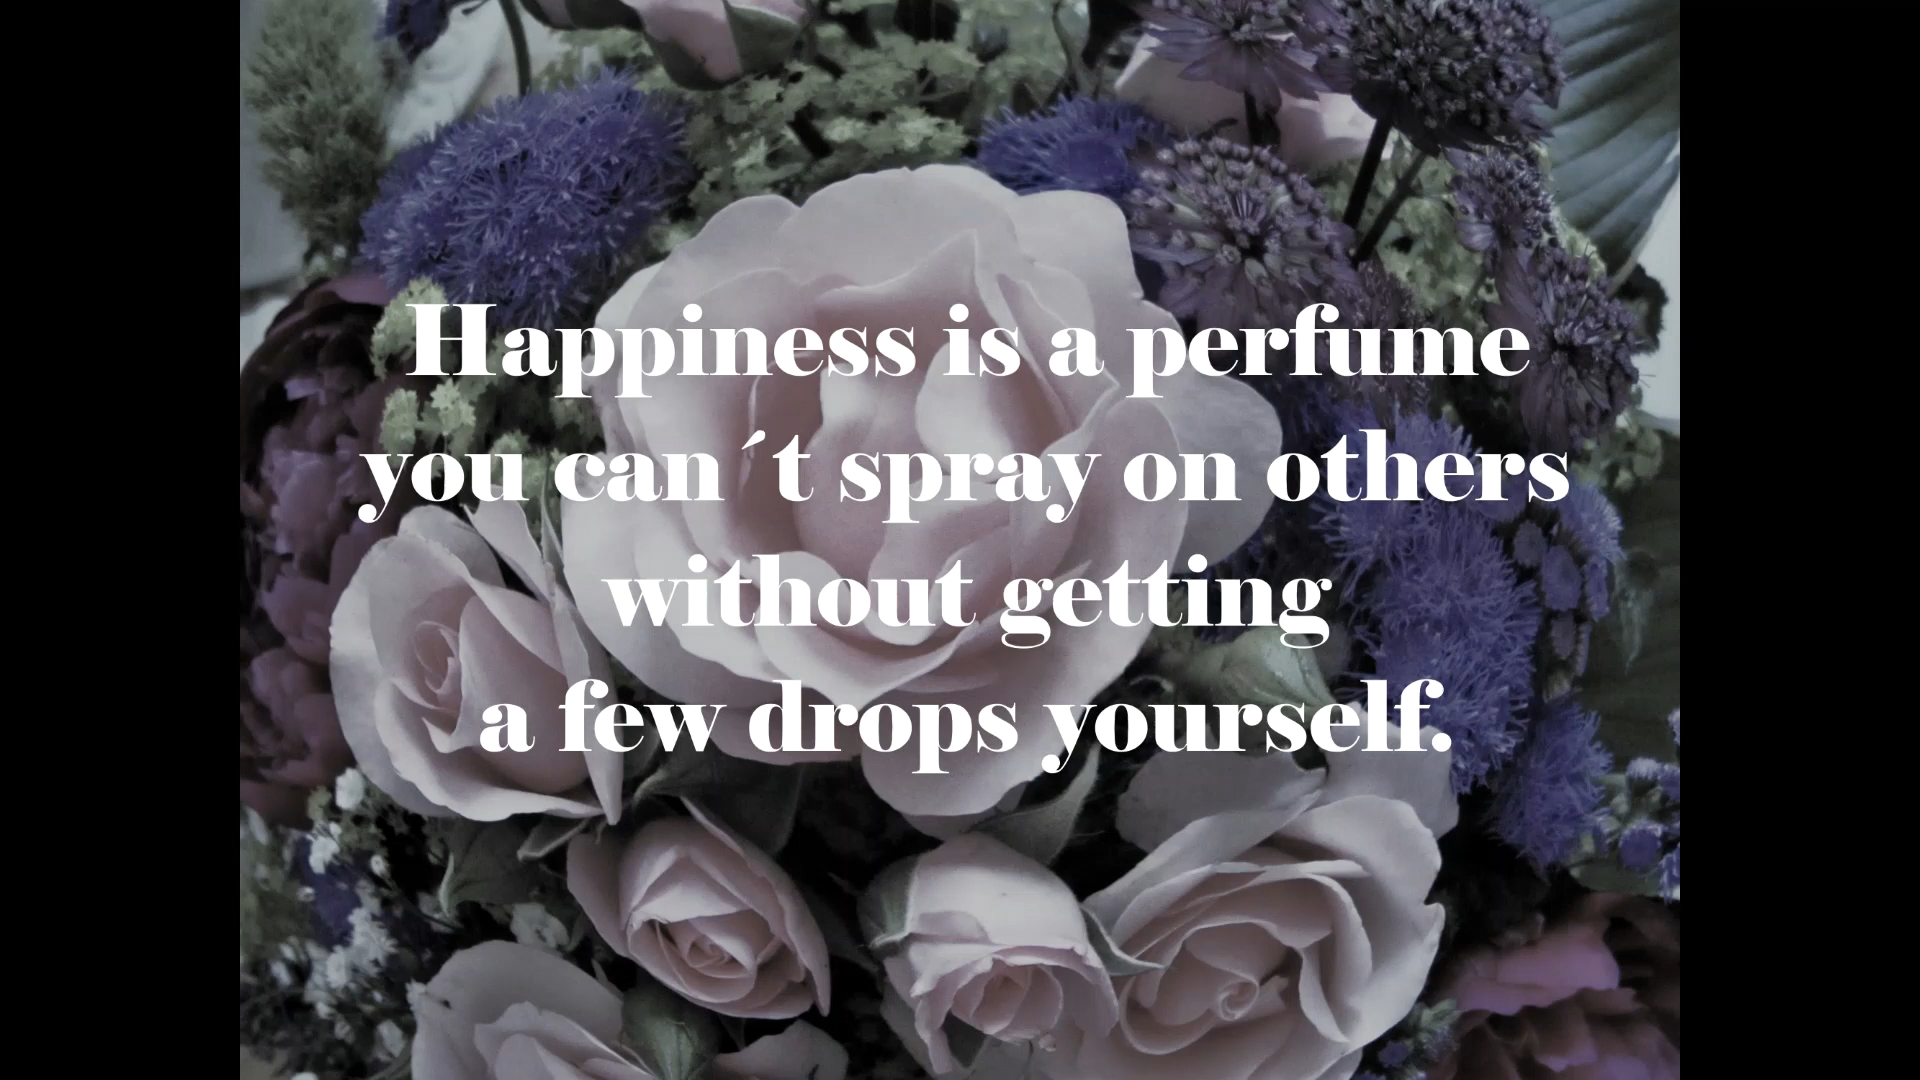 Happiness is a perfume
you can ´t spray on others
without getting
a few drops yourself.